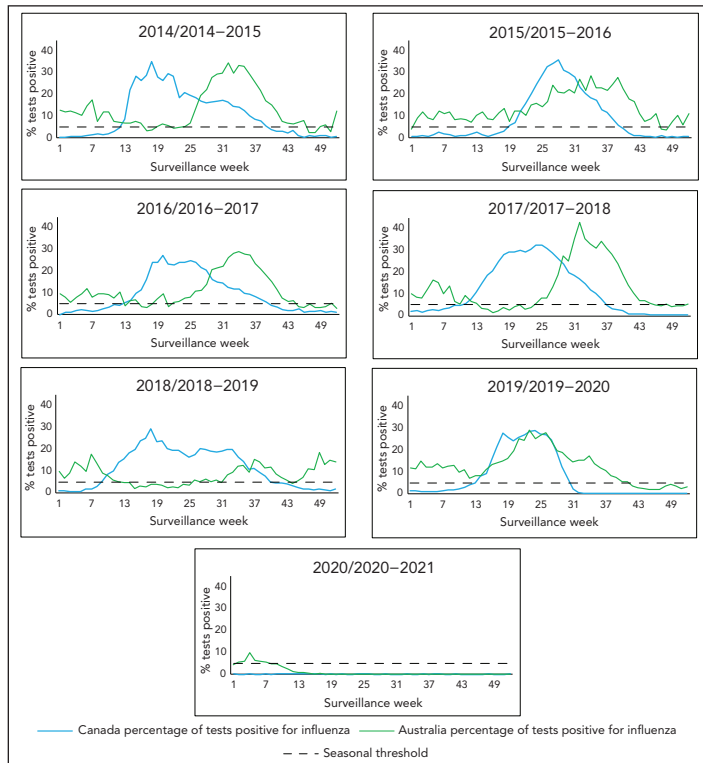 2014/2014–2015
% tests positive
40
30
20
10
0
1 7 13 19 25 31 37 43 49
Surveillance week
2015/2015–2016
% tests positive
40
30
20
10
0
1 7 13 19 25 31 37 43 49
Surveillance week
2016/2016–2017
% tests positive
40
30
20
10
0
1 7 13 19 25 31 37 43 49
Surveillance week
2017/2017–2018
% tests positive
40
30
20
10
0
1 7 13 19 25 31 37 43 49
Surveillance week
2018/2018–2019
% tests positive
40
30
20
10
0
1 7 13 19 25 31 37 43 49
Surveillance week
2019/2019–2020
% tests positive
40
30
20
10
0
1 7 13 19 25 31 37 43 49
Surveillance week
2020/2020–2021
% tests positive
40
30
20
10
0
1 7 13 19 25 31 37 43 49
Surveillance week
Canada percentage of tests positive for influenza Australia percentage of tests positive for influenza
Seasonal threshold